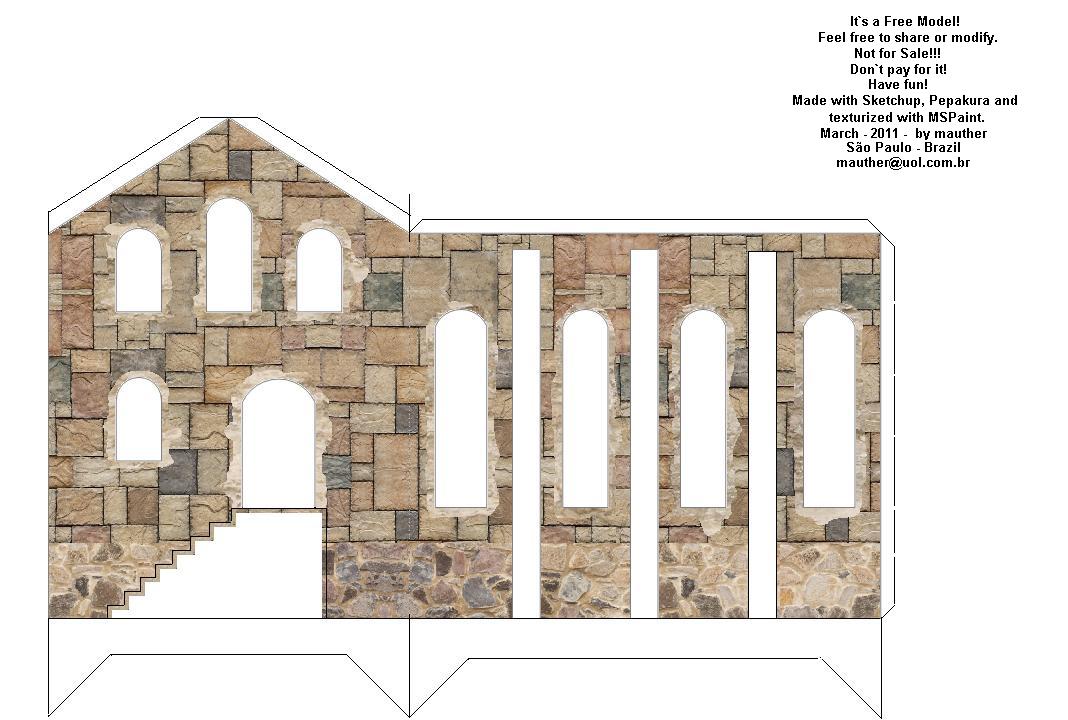 It`s a Free Model!
Feel free to share or modify.
Not for Sale!!!
Don`t pay for it!
Have fun!
Made with Sketchup, Pepakura and
texturized with MSPaint.
March - 2011 - by mauther
São Paulo - Brazil
mauther@uol.com.br